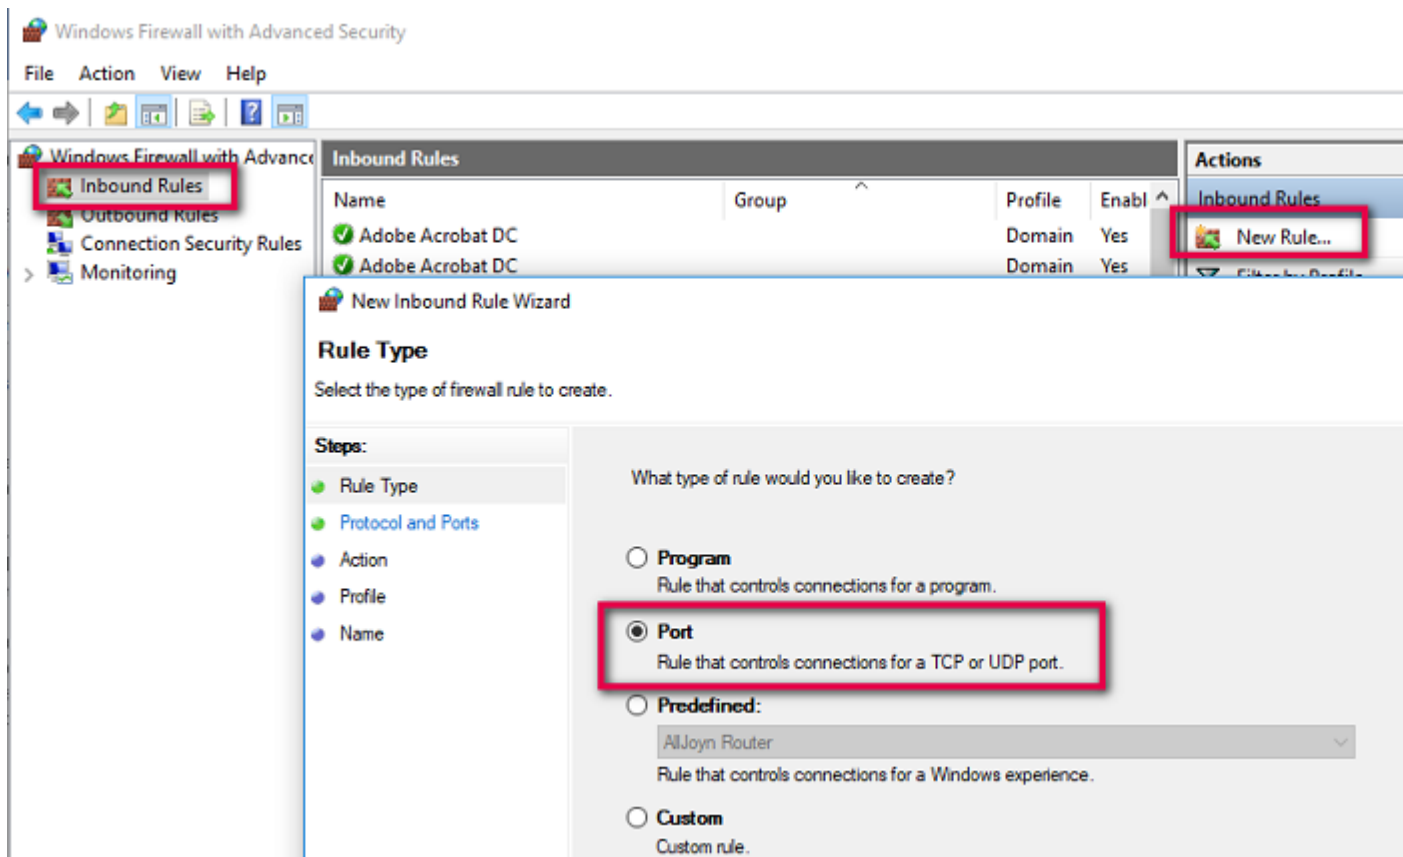 Windows Firewall with Advanced Security
File Action View Help
Windows Firewall with Advance
Inbound Rules
Outbound Rules
Connection Security Rules
Monitoring
Inbound Rules
Name Group Profile Enabl
Adobe Acrobat DC Domain Yes
Adobe Acrobat DC Domain Yes
Actions
Inbound Rules
New Rule...
Filter by Profile
New Inbound Rule Wizard
Rule Type
Select the type of firewall rule to create.
Steps:
Rule Type
Protocol and Ports
Action
Profile
Name
What type of rule would you like to create?
Program
Rule that controls connections for a program.
Port
Rule that controls connections for a TCP or UDP port.
Predefined:
AllJoyn Router
Rule that controls connections for a Windows experience.
Custom
Custom rule.